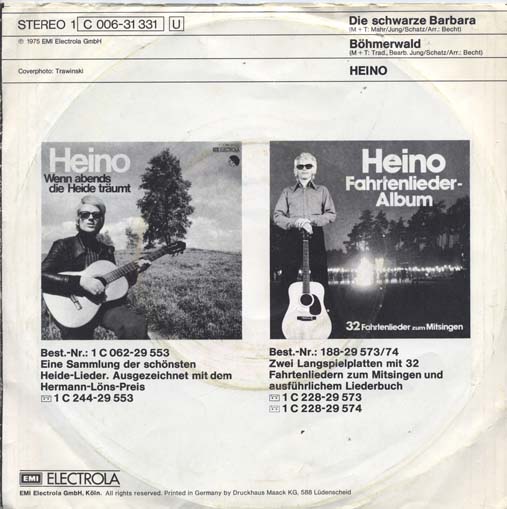 STEREO 1 C 006-31 331 U
℗ 1975 EMI Electrola GmbH
Coverphoto: Trawinski
Die schwarze Barbara
(M + T: Mahr/Jung/Schatz/Arr.: Becht)
Böhmerwald
(M + T: Trad., Bearb. Jung/Schatz/Arr.: Becht)
HEINO
Heino
Wenn abends
die Heide träumt
ELECTROLA
Best.-Nr.: 1 C 062-29 553
Eine Sammlung der schönsten
Heide-Lieder. Ausgezeichnet mit dem
Hermann-Löns-Preis
1 C 244-29 553
Heino
Fahrtenlieder-
Album
32 Fahrtenlieder zum Mitsingen
Best.-Nr.: 188-29 573/74
Zwei Langspielplatten mit 32
Fahrtenliedern zum Mitsingen und
ausführlichem Liederbuch
1 C 228-29 573
1 C 228-29 574
EMI ELECTROLA
EMI Electrola GmbH, Köln. All rights reserved. Printed in Germany by Druckhaus Maack KG, 588 Lüdenscheid